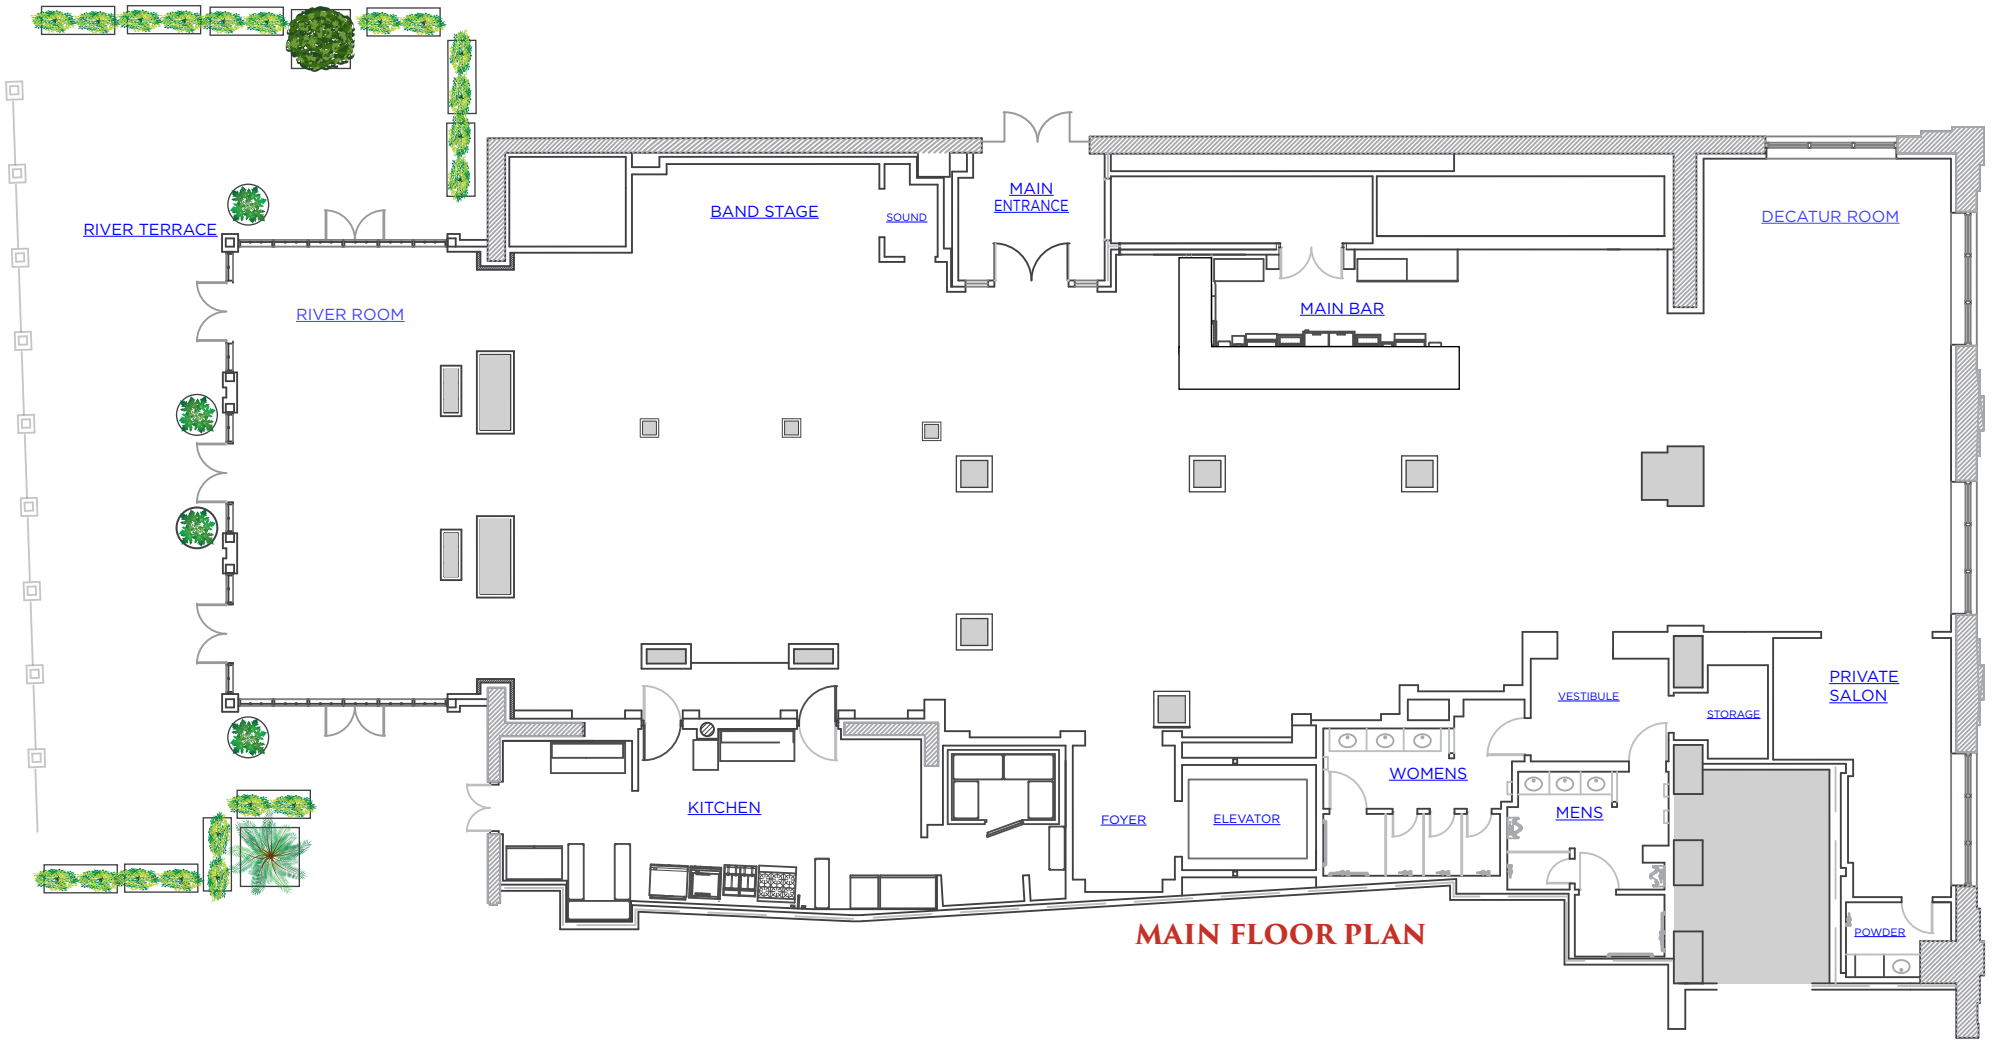 MAIN
ENTRANCE
BAND STAGE
SOUND
DECATUR ROOM
RIVER TERRACE
RIVER ROOM
MAIN BAR
PRIVATE
SALON
VESTIBULE
STORAGE
WOMENS
KITCHEN
FOYER
ELEVATOR
MENS
MAIN FLOOR PLAN
POWDER